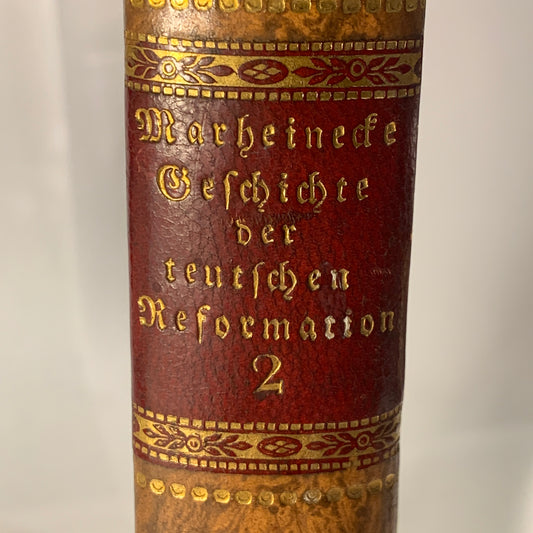 Marheinecke
Geſchichte
der
teutſchen
Reformation
2